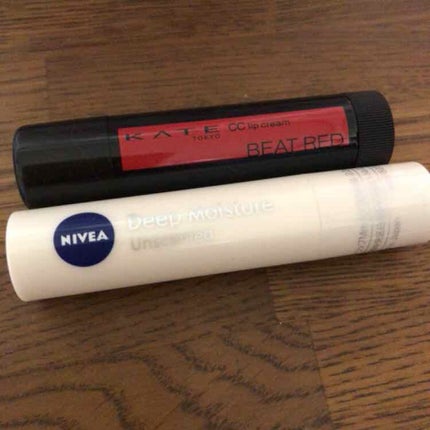 KATE
TOKYO
CC lip cream
BEAT RED
NIVEA
Deep Moisture
Unscented